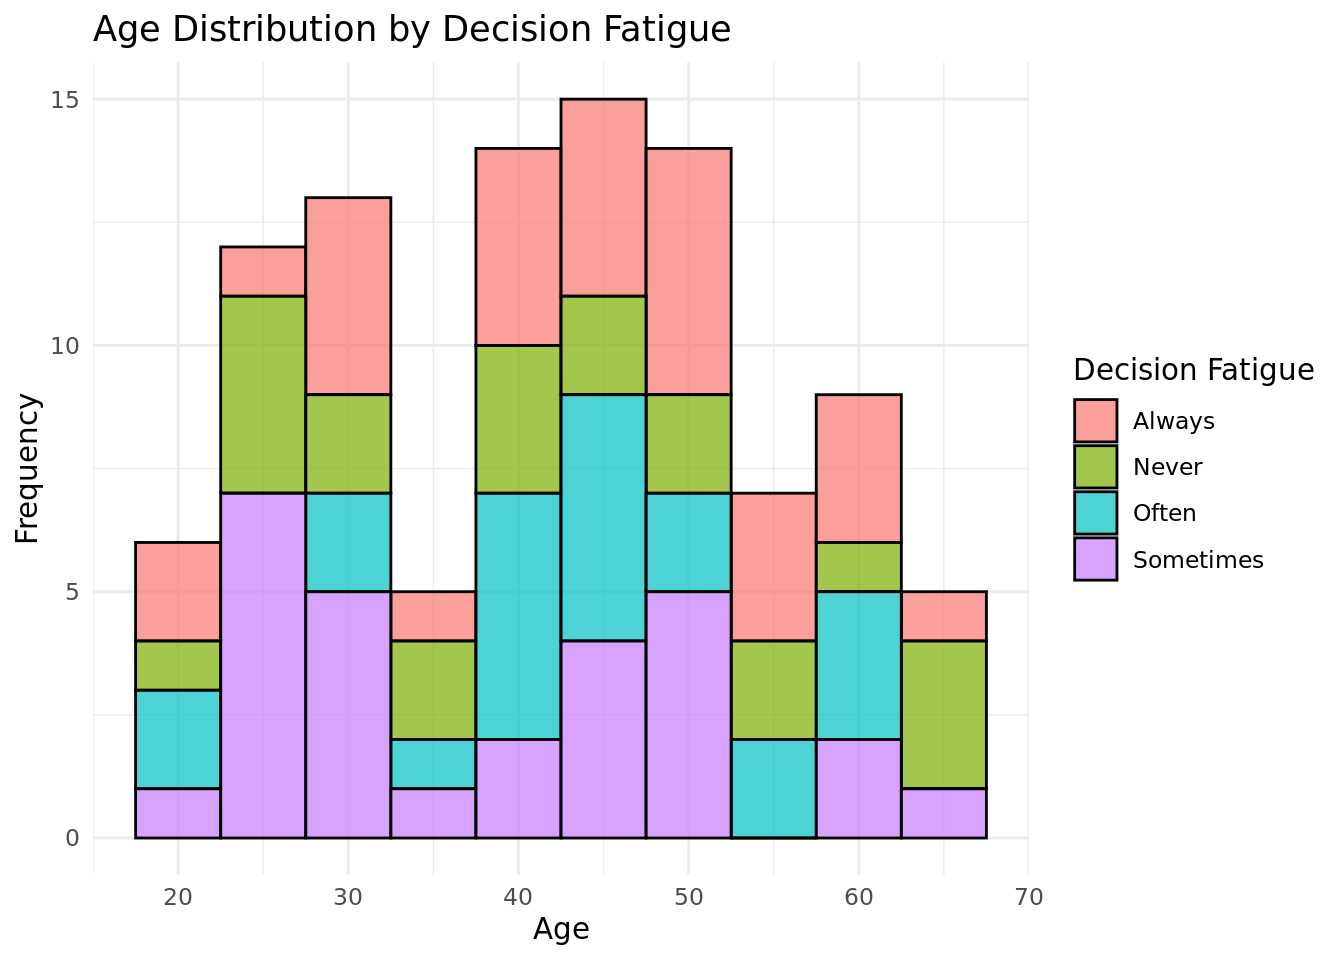 Age Distribution by Decision Fatigue
15
10
5
0
Frequency
20 30 40 50 60 70
Age
Decision Fatigue
Always
Never
Often
Sometimes